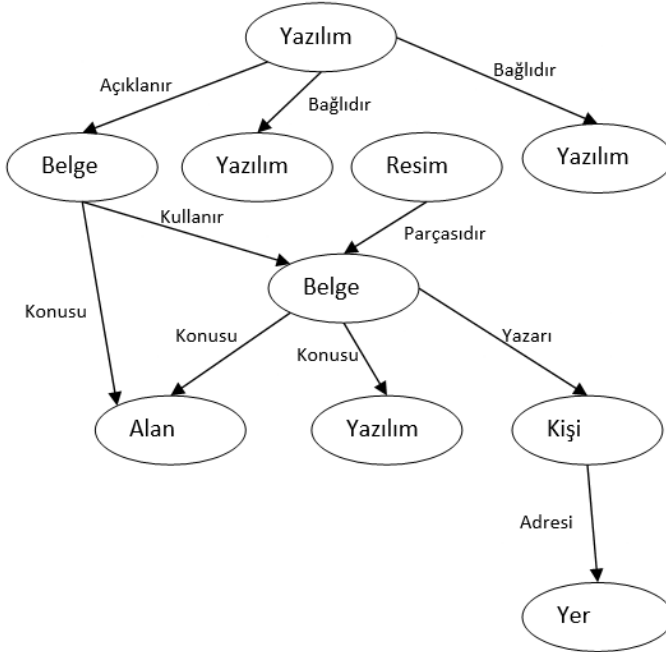 Yazılım
Açıklanır
Bağlıdır
Bağlıdır
Belge
Yazılım
Resim
Yazılım
Kullanır
Parçasıdır
Belge
Konusu
Konusu
Konusu
Yazarı
Alan
Yazılım
Kişi
Adresi
Yer